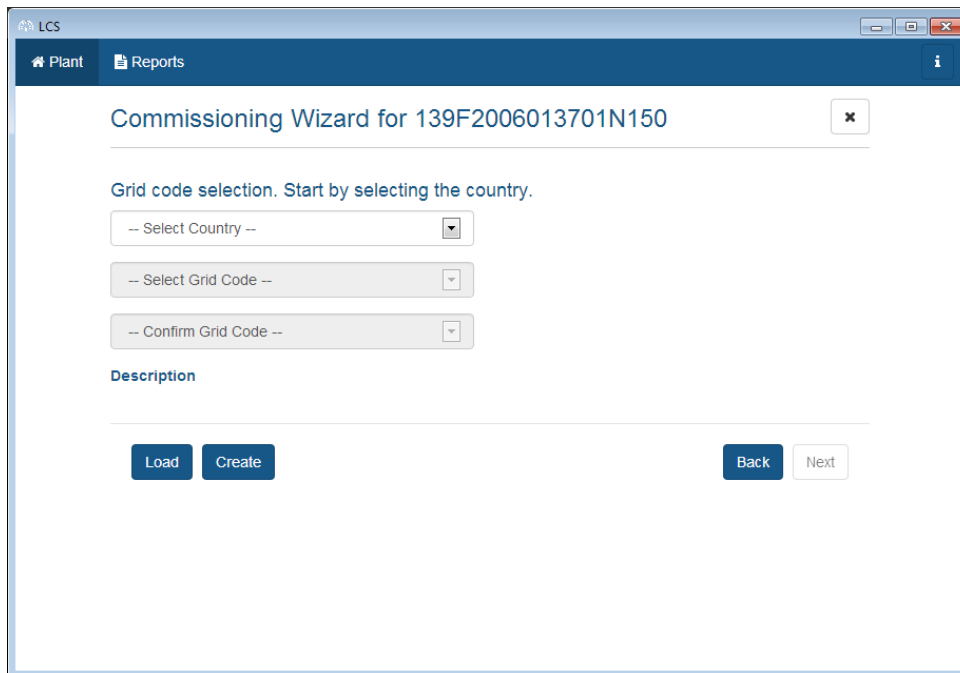 LCS
Plant Reports i
Commissioning Wizard for 139F2006013701N150
Grid code selection. Start by selecting the country.
-- Select Country --
-- Select Grid Code --
-- Confirm Grid Code --
Description
Load Create Back Next